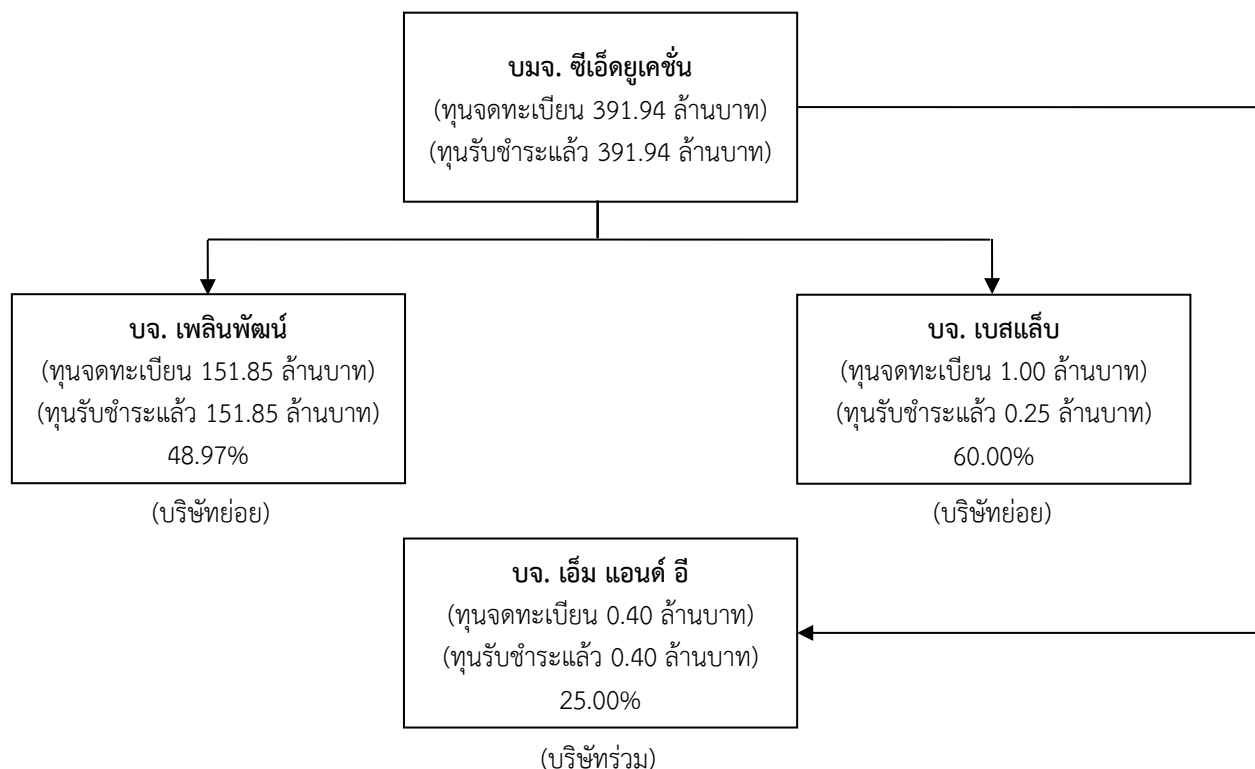 บมจ. ซีเอ็ดยูเคชั่น
(ทุนจดทะเบียน 391.94 ล้านบาท)
(ทุนรับชำระแล้ว 391.94 ล้านบาท)
บจ. เพลินพัฒน์
(ทุนจดทะเบียน 151.85 ล้านบาท)
(ทุนรับชำระแล้ว 151.85 ล้านบาท)
48.97%
(บริษัทย่อย)
บจ. เบสแล็บ
(ทุนจดทะเบียน 1.00 ล้านบาท)
(ทุนรับชำระแล้ว 0.25 ล้านบาท)
60.00%
(บริษัทย่อย)
บจ. เอ็ม แอนด์ อี
(ทุนจดทะเบียน 0.40 ล้านบาท)
(ทุนรับชำระแล้ว 0.40 ล้านบาท)
25.00%
(บริษัทร่วม)